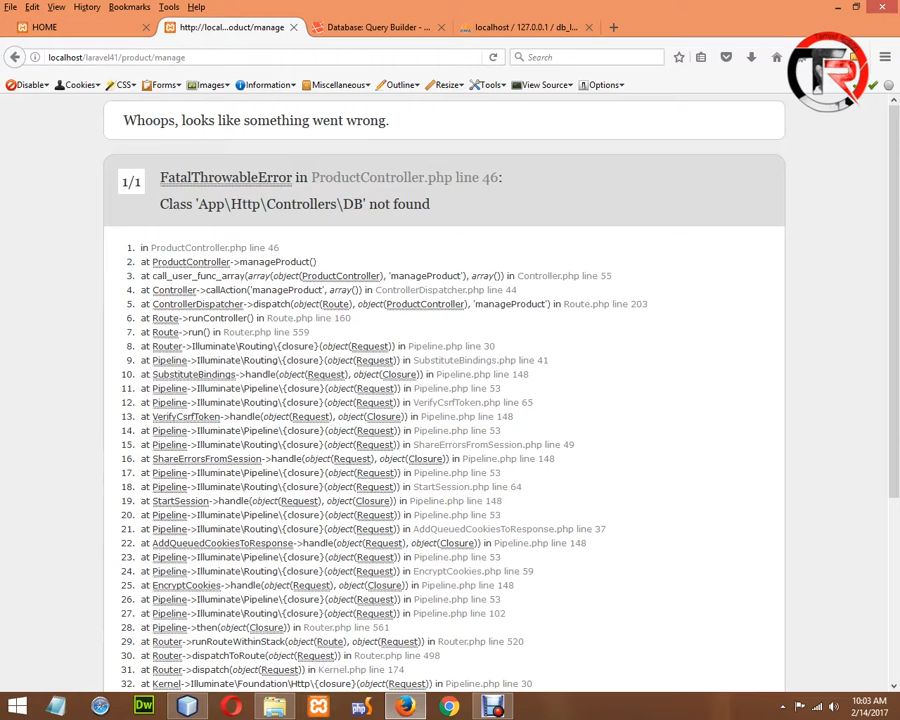 File Edit View History Bookmarks Tools Help
HOME × http://local...oduct/manage × Database: Query Builder - ... × localhost / 127.0.0.1 / db_l... × +
localhost/laravel41/product/manage Search
Disable Cookies CSS Forms Images Information Miscellaneous Outline Resize Tools View Source Options
Whoops, looks like something went wrong.
1/1 FatalThrowableError in ProductController.php line 46:
Class 'App\Http\Controllers\DB' not found
1. in ProductController.php line 46
2. at ProductController->manageProduct()
3. at call_user_func_array(array(object(ProductController), 'manageProduct'), array()) in Controller.php line 55
4. at Controller->callAction('manageProduct', array()) in ControllerDispatcher.php line 44
5. at ControllerDispatcher->dispatch(object(Route), object(ProductController), 'manageProduct') in Route.php line 203
6. at Route->runController() in Route.php line 160
7. at Route->run() in Router.php line 559
8. at Router->Illuminate\Routing\{closure}(object(Request)) in Pipeline.php line 30
9. at Pipeline->Illuminate\Routing\{closure}(object(Request)) in SubstituteBindings.php line 41
10. at SubstituteBindings->handle(object(Request), object(Closure)) in Pipeline.php line 148
11. at Pipeline->Illuminate\Pipeline\{closure}(object(Request)) in Pipeline.php line 53
12. at Pipeline->Illuminate\Routing\{closure}(object(Request)) in VerifyCsrfToken.php line 65
13. at VerifyCsrfToken->handle(object(Request), object(Closure)) in Pipeline.php line 148
14. at Pipeline->Illuminate\Pipeline\{closure}(object(Request)) in Pipeline.php line 53
15. at Pipeline->Illuminate\Routing\{closure}(object(Request)) in ShareErrorsFromSession.php line 49
16. at ShareErrorsFromSession->handle(object(Request), object(Closure)) in Pipeline.php line 148
17. at Pipeline->Illuminate\Pipeline\{closure}(object(Request)) in Pipeline.php line 53
18. at Pipeline->Illuminate\Routing\{closure}(object(Request)) in StartSession.php line 64
19. at StartSession->handle(object(Request), object(Closure)) in Pipeline.php line 148
20. at Pipeline->Illuminate\Pipeline\{closure}(object(Request)) in Pipeline.php line 53
21. at Pipeline->Illuminate\Routing\{closure}(object(Request)) in AddQueuedCookiesToResponse.php line 37
22. at AddQueuedCookiesToResponse->handle(object(Request), object(Closure)) in Pipeline.php line 148
23. at Pipeline->Illuminate\Pipeline\{closure}(object(Request)) in Pipeline.php line 53
24. at Pipeline->Illuminate\Routing\{closure}(object(Request)) in EncryptCookies.php line 59
25. at EncryptCookies->handle(object(Request), object(Closure)) in Pipeline.php line 148
26. at Pipeline->Illuminate\Pipeline\{closure}(object(Request)) in Pipeline.php line 53
27. at Pipeline->Illuminate\Routing\{closure}(object(Request)) in Pipeline.php line 102
28. at Pipeline->then(object(Closure)) in Router.php line 561
29. at Router->runRouteWithinStack(object(Route), object(Request)) in Router.php line 520
30. at Router->dispatchToRoute(object(Request)) in Router.php line 498
31. at Router->dispatch(object(Request)) in Kernel.php line 174
32. at Kernel->Illuminate\Foundation\Http\{closure}(object(Request)) in Pipeline.php line 30
Dw php 10:03 AM
2/14/2017